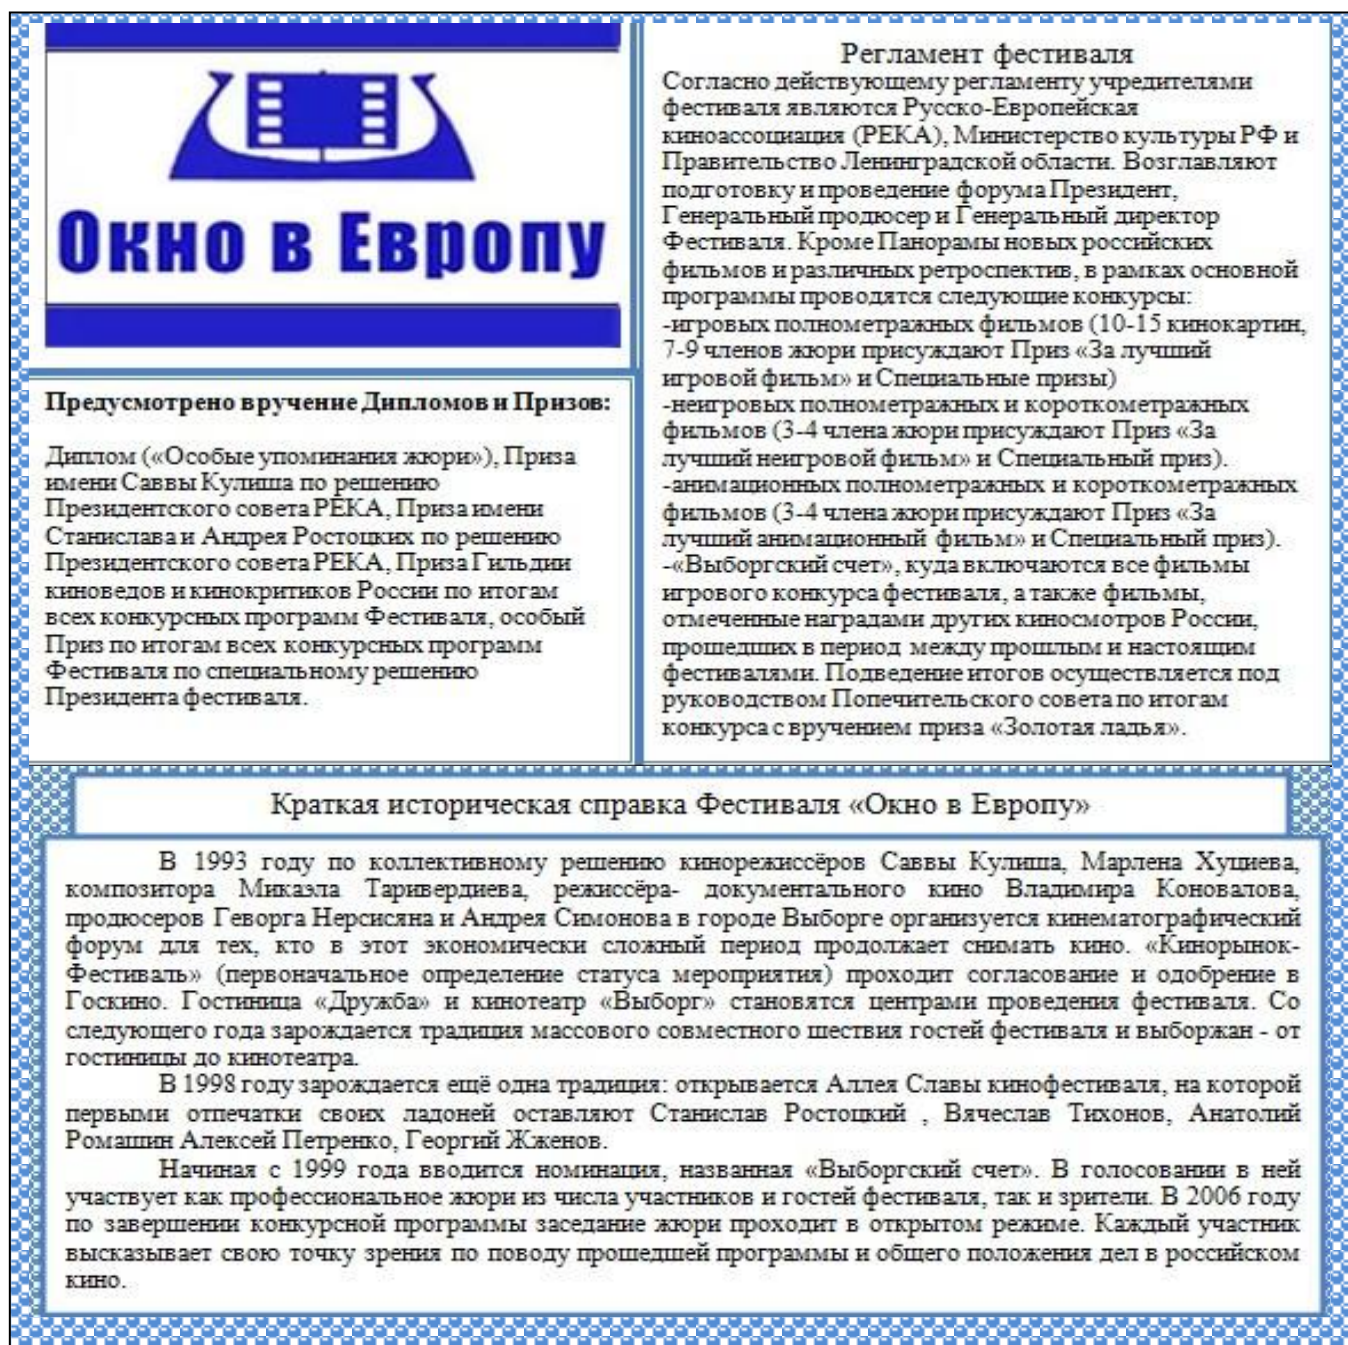 Окно в Европу
Предусмотрено вручение Дипломов и Призов:
Диплом («Особые упоминания жюри»), Приза
имени Саввы Кулиша по решению
Президентского совета РЕКА, Приза имени
Станислава и Андрея Ростоцких по решению
Президентского совета РЕКА, Приза Гильдии
киноведов и кинокритиков России по итогам
всех конкурсных программ Фестиваля, особый
Приз по итогам всех конкурсных программ
Фестиваля по специальному решению
Президента фестиваля.
Регламент фестиваля
Согласно действующему регламенту учредителями
фестиваля являются Русско-Европейская
киноассоциация (РЕКА), Министерство культуры РФ и
Правительство Ленинградской области. Возглавляют
подготовку и проведение форума Президент,
Генеральный продюсер и Генеральный директор
Фестиваля. Кроме Панорамы новых российских
фильмов и различных ретроспектив, в рамках основной
программы проводятся следующие конкурсы:
-игровых полнометражных фильмов (10-15 кинокартин,
7-9 членов жюри присуждают Приз «За лучший
игровой фильм» и Специальные призы)
-неигровых полнометражных и короткометражных
фильмов (3-4 члена жюри присуждают Приз «За
лучший неигровой фильм» и Специальный приз).
-анимационных полнометражных и короткометражных
фильмов (3-4 члена жюри присуждают Приз «За
лучший анимационный фильм» и Специальный приз).
-«Выборгский счет», куда включаются все фильмы
игрового конкурса фестиваля, а также фильмы,
отмеченные наградами других киносмотров России,
прошедших в период между прошлым и настоящим
фестивалями. Подведение итогов осуществляется под
руководством Попечительского совета по итогам
конкурса с вручением приза «Золотая ладья».
Краткая историческая справка Фестиваля «Окно в Европу»
В 1993 году по коллективному решению кинорежиссёров Саввы Кулиша, Марлена Хуциева,
композитора Микаэла Таривердиева, режиссёра- документального кино Владимира Коновалова,
продюсеров Геворга Нерсисяна и Андрея Симонова в городе Выборге организуется кинематографический
форум для тех, кто в этот экономически сложный период продолжает снимать кино. «Кинорынок-
Фестиваль» (первоначальное определение статуса мероприятия) проходит согласование и одобрение в
Госкино. Гостиница «Дружба» и кинотеатр «Выборг» становятся центрами проведения фестиваля. Со
следующего года зарождается традиция массового совместного шествия гостей фестиваля и выборжан - от
гостиницы до кинотеатра.
В 1998 году зарождается ещё одна традиция: открывается Аллея Славы кинофестиваля, на которой
первыми отпечатки своих ладоней оставляют Станислав Ростоцкий , Вячеслав Тихонов, Анатолий
Ромашин Алексей Петренко, Георгий Жженов.
Начиная с 1999 года вводится номинация, названная «Выборгский счет». В голосовании в ней
участвует как профессиональное жюри из числа участников и гостей фестиваля, так и зрители. В 2006 году
по завершении конкурсной программы заседание жюри проходит в открытом режиме. Каждый участник
высказывает свою точку зрения по поводу прошедшей программы и общего положения дел в российском
кино.